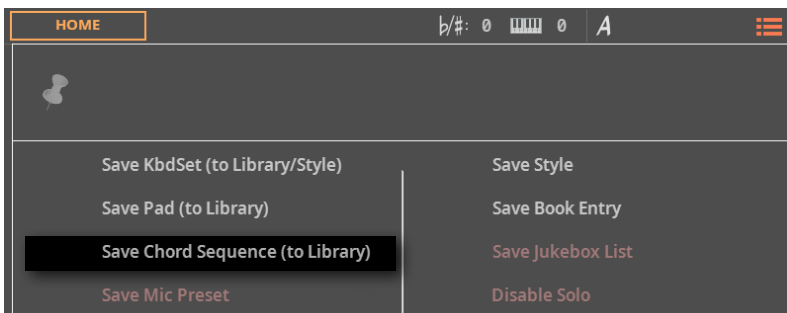 HOME ♭/♯: 0 0 A
Save KbdSet (to Library/Style)
Save Pad (to Library)
Save Chord Sequence (to Library)
Save Mic Preset
Save Style
Save Book Entry
Save Jukebox List
Disable Solo